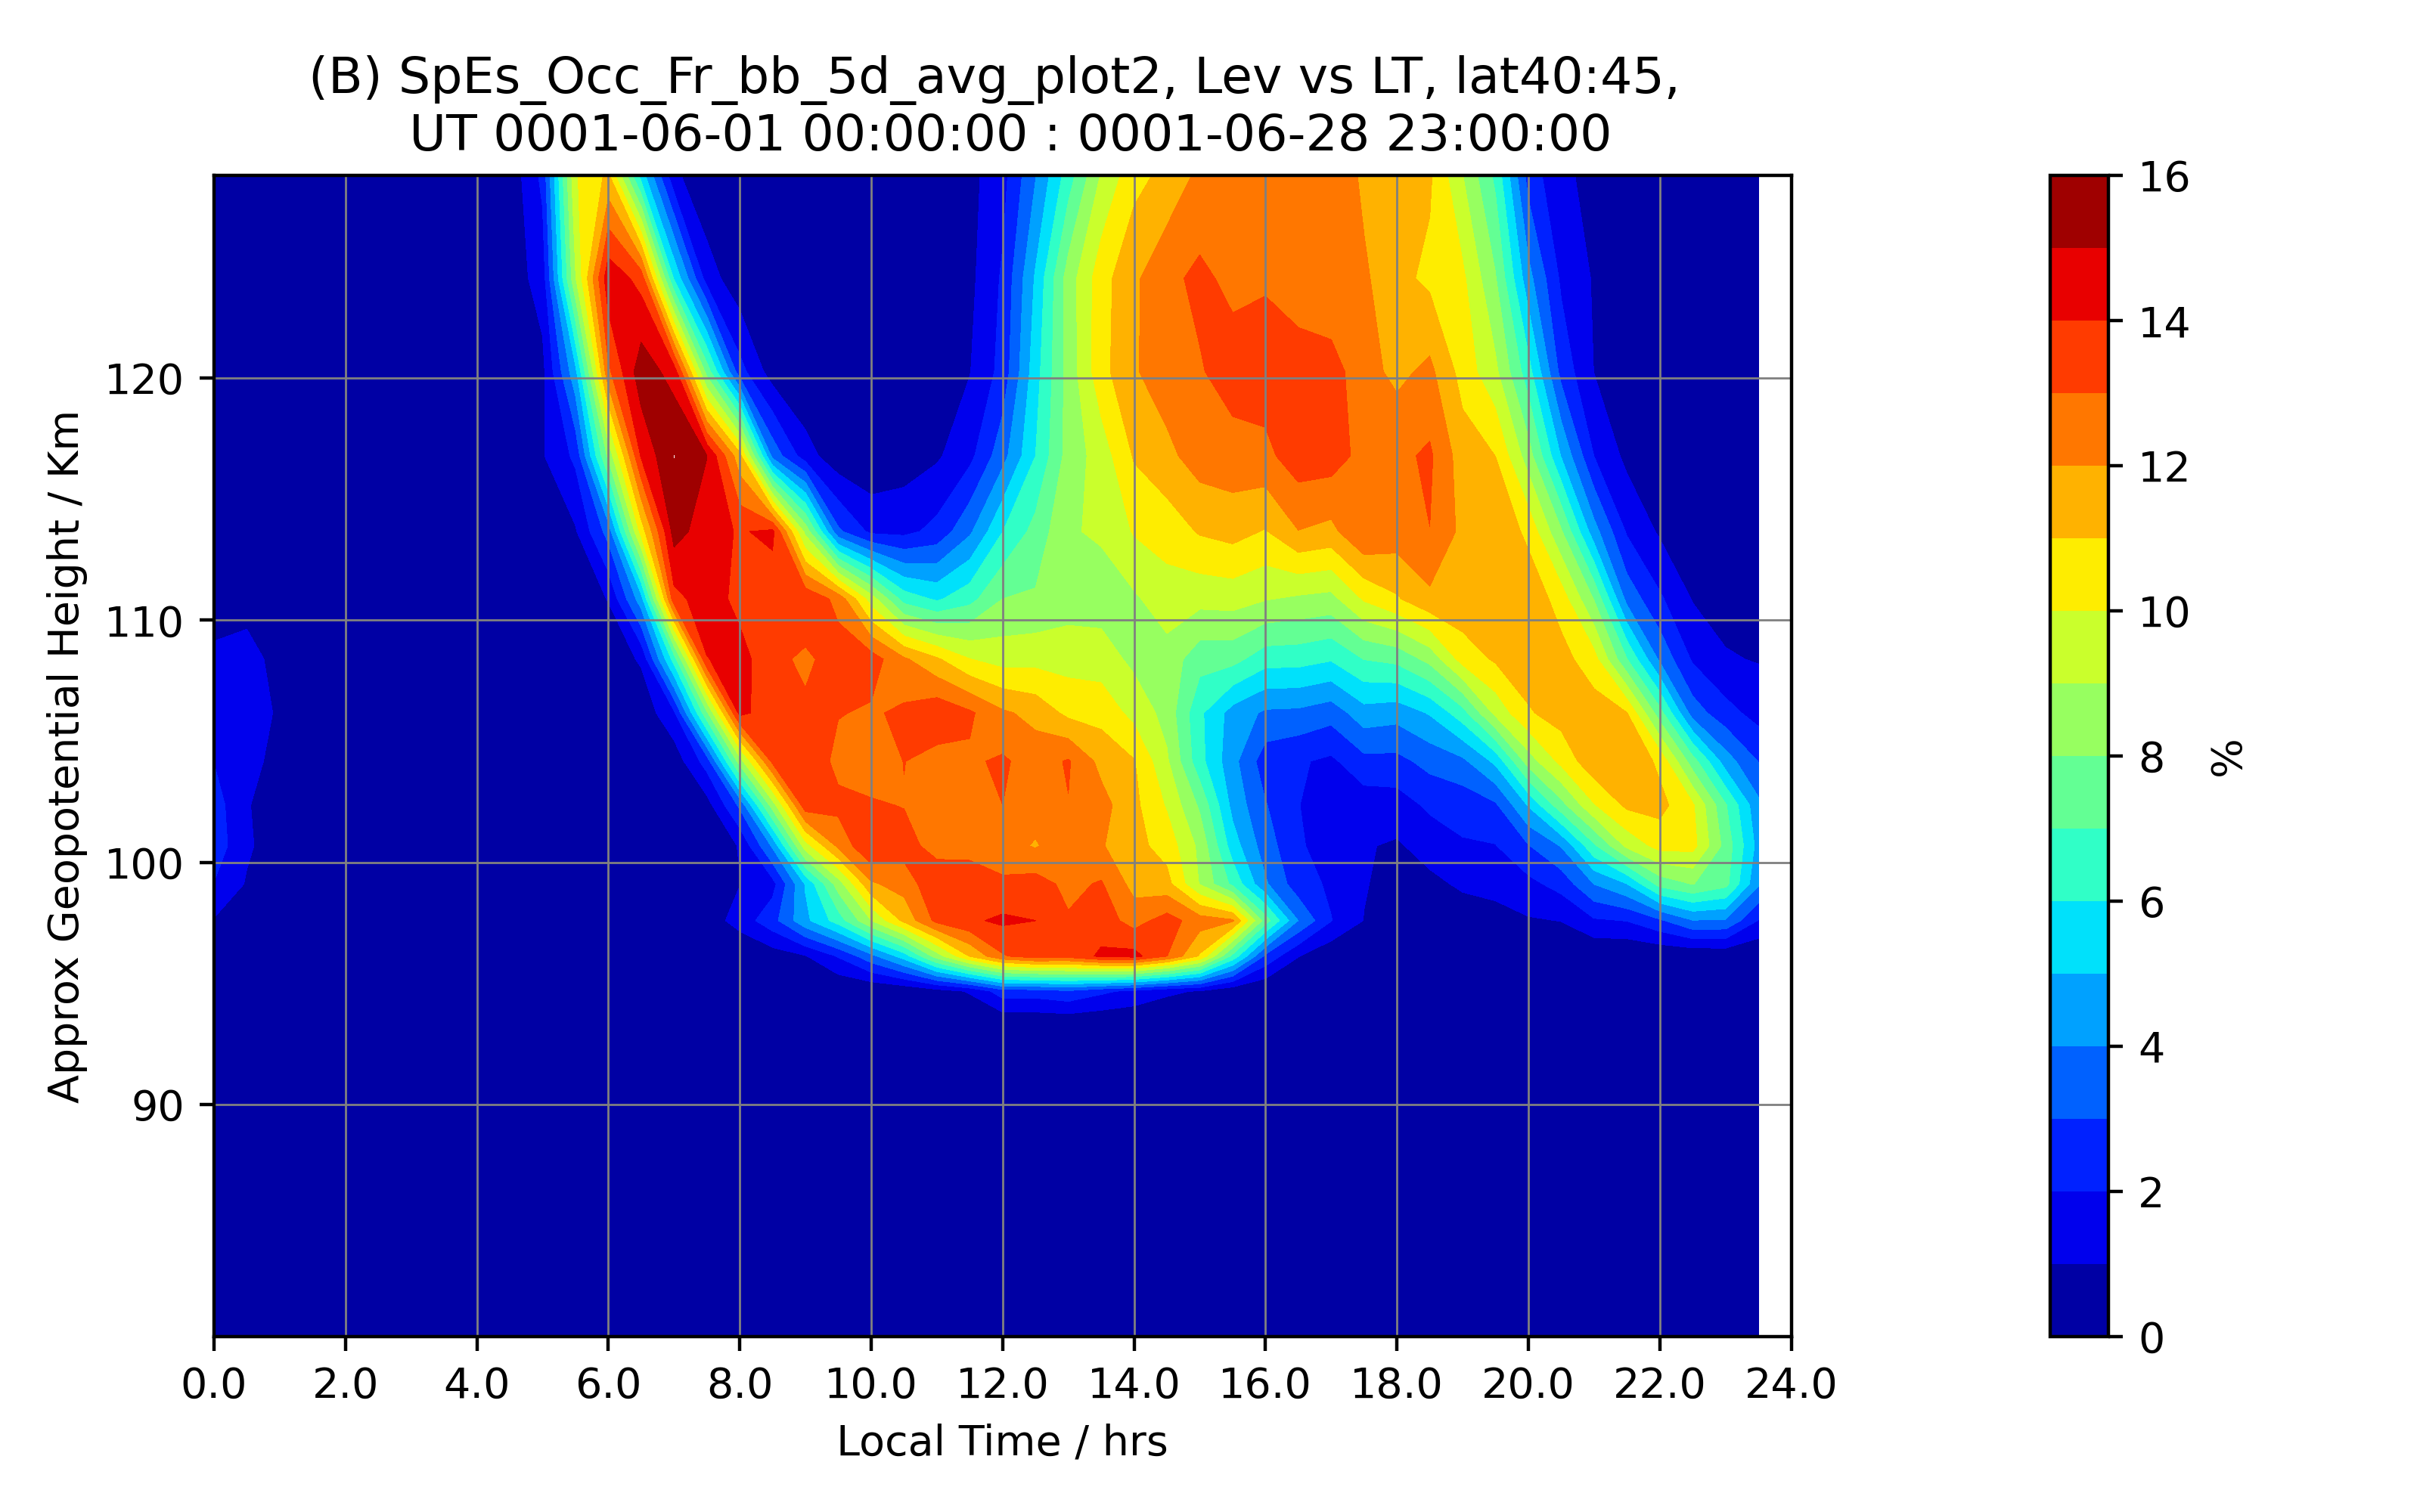 (B) SpEs_Occ_Fr_bb_5d_avg_plot2, Lev vs LT, lat40:45,
UT 0001-06-01 00:00:00 : 0001-06-28 23:00:00
Approx Geopotential Height / Km
120
110
100
90
0.0 2.0 4.0 6.0 8.0 10.0 12.0 14.0 16.0 18.0 20.0 22.0 24.0
Local Time / hrs
16
14
12
10
8
6
4
2
0
%